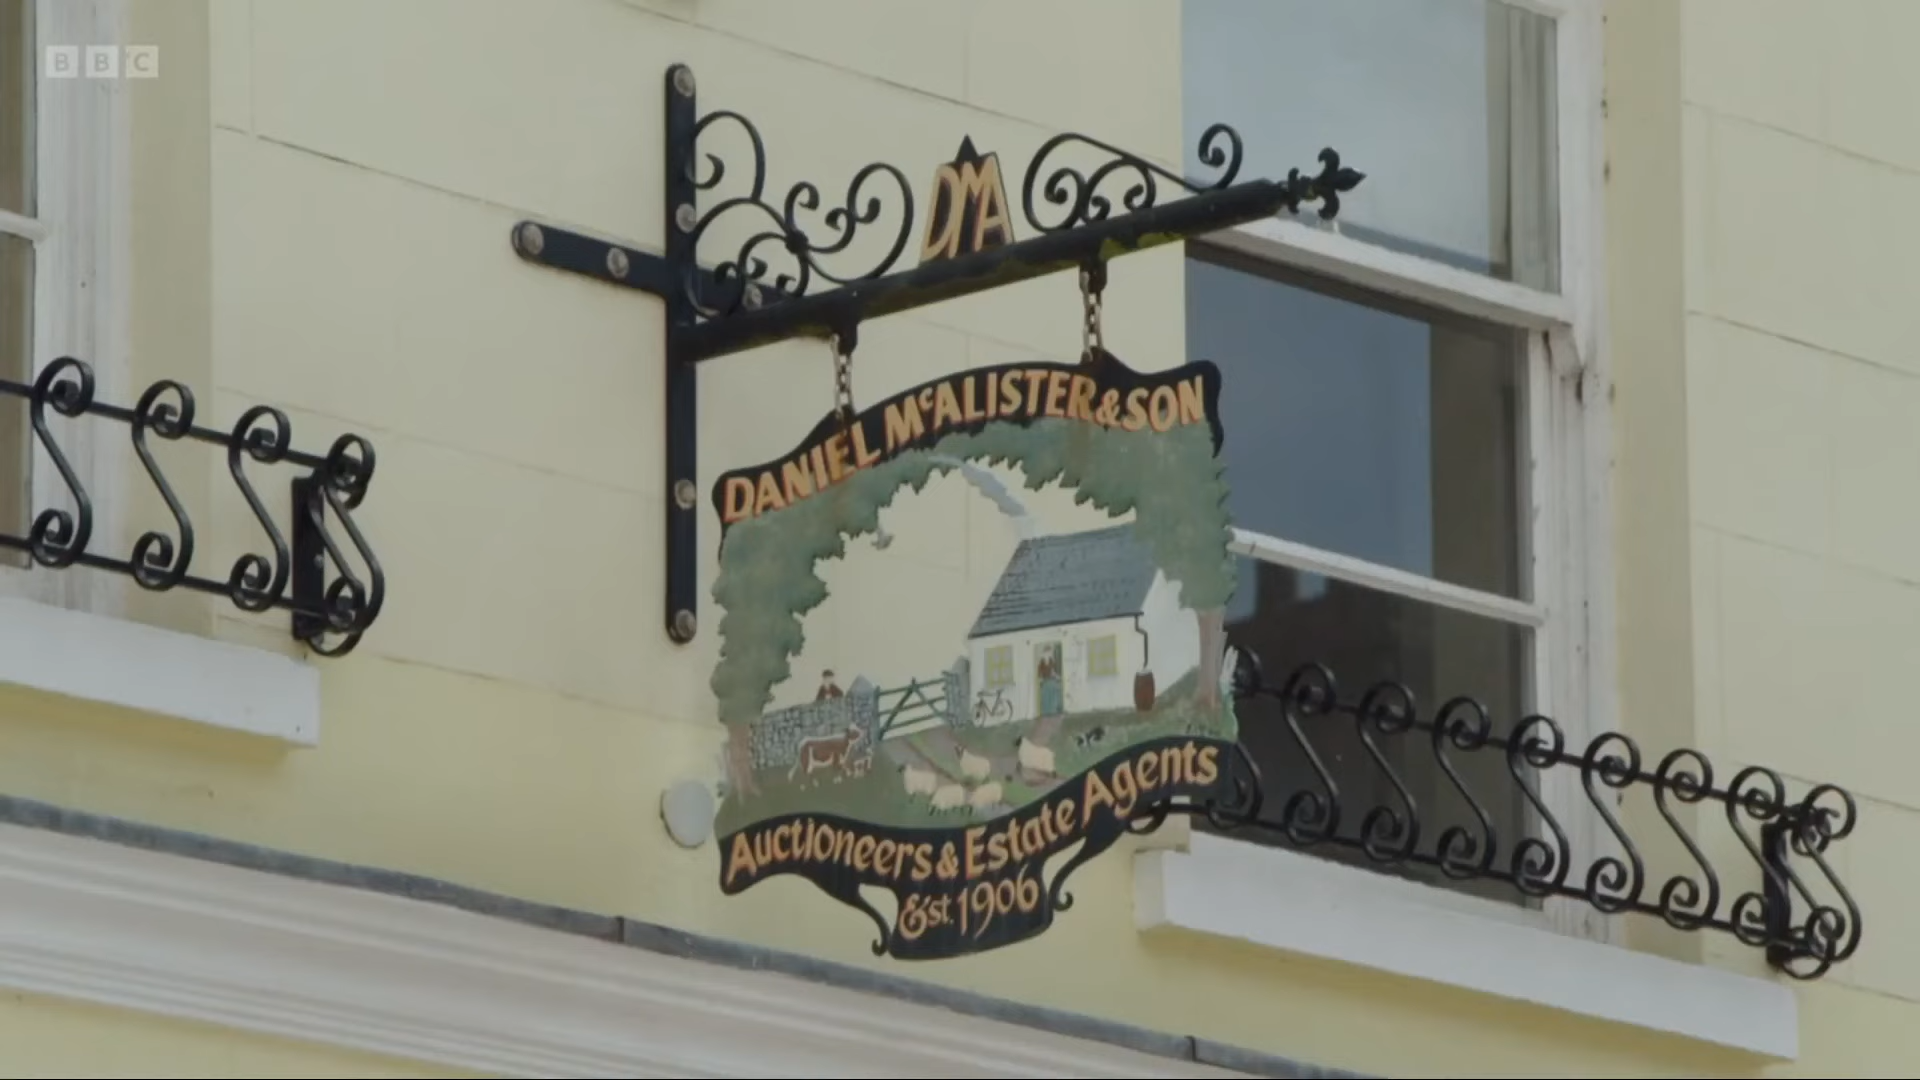 BBC
DMA
DANIEL McALISTER & SON
Auctioneers & Estate Agents
Est. 1906